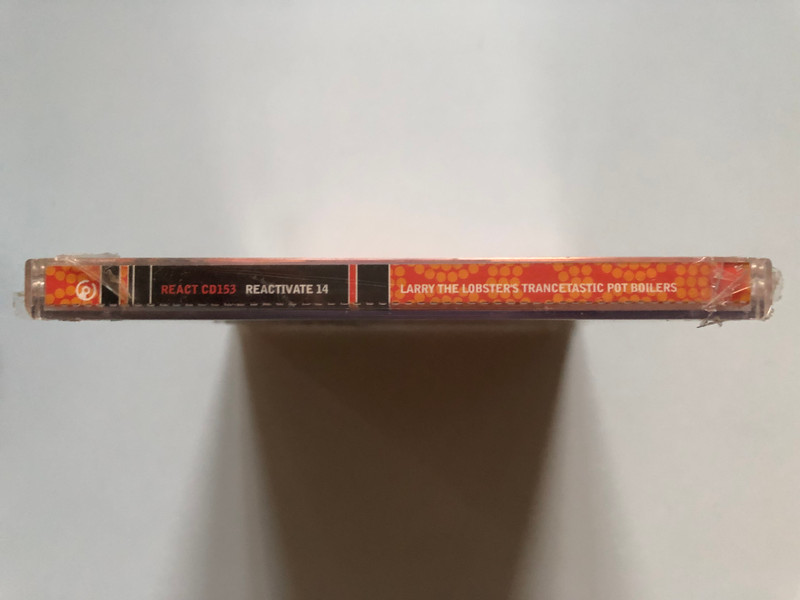 REACT CD153 REACTIVATE 14 LARRY THE LOBSTER'S TRANCETASTIC POT BOILERS